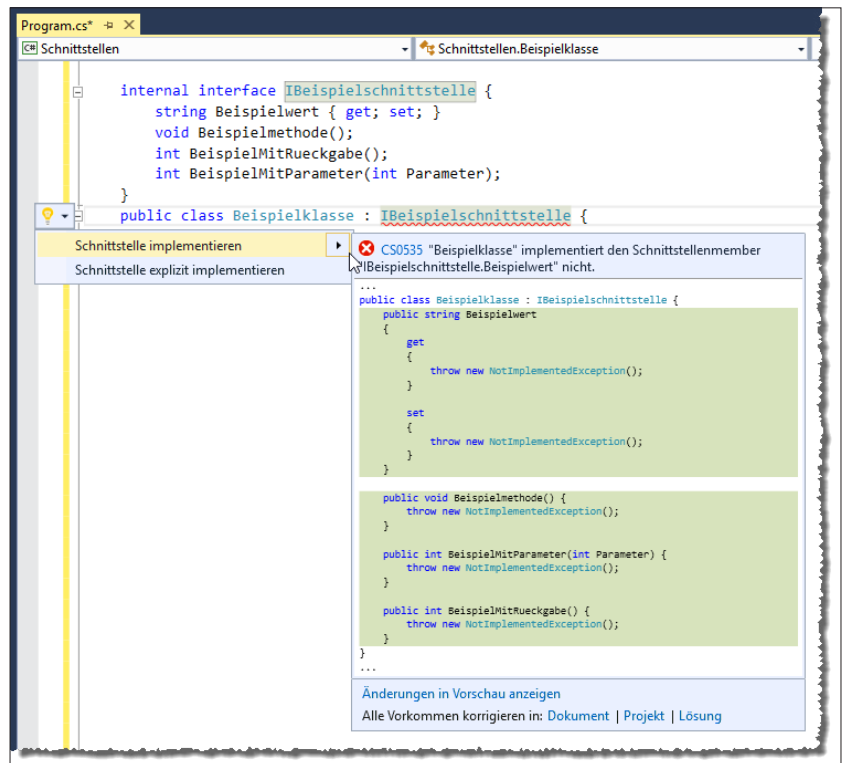 Program.cs*
C# Schnittstellen
Schnittstellen.Beispielklasse
internal interface IBeispielschnittstelle {
string Beispielwert { get; set; }
void Beispielmethode();
int BeispielMitRueckgabe();
int BeispielMitParameter(int Parameter);
}
public class Beispielklasse : IBeispielschnittstelle {
Schnittstelle implementieren
Schnittstelle explizit implementieren
CS0535 "Beispielklasse" implementiert den Schnittstellenmember
"IBeispielschnittstelle.Beispielwert" nicht.
...
public class Beispielklasse : IBeispielschnittstelle {
public string Beispielwert
{
get
{
throw new NotImplementedException();
}
set
{
throw new NotImplementedException();
}
}
public void Beispielmethode() {
throw new NotImplementedException();
}
public int BeispielMitParameter(int Parameter) {
throw new NotImplementedException();
}
public int BeispielMitRueckgabe() {
throw new NotImplementedException();
}
}
...
Änderungen in Vorschau anzeigen
Alle Vorkommen korrigieren in: Dokument | Projekt | Lösung